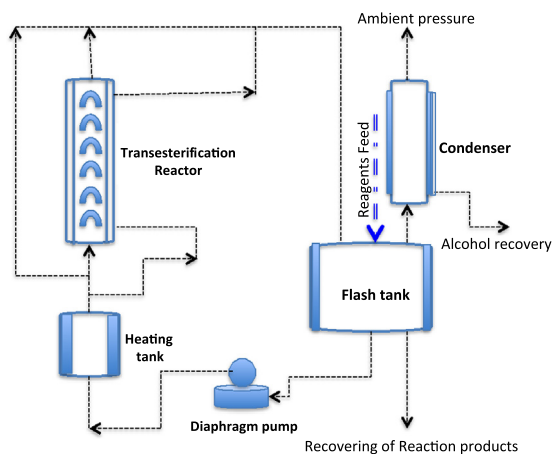 Ambient pressure
Transesterification
Reactor
Reagents Feed
Condenser
Alcohol recovery
Flash tank
Heating
tank
Diaphragm pump
Recovering of Reaction products